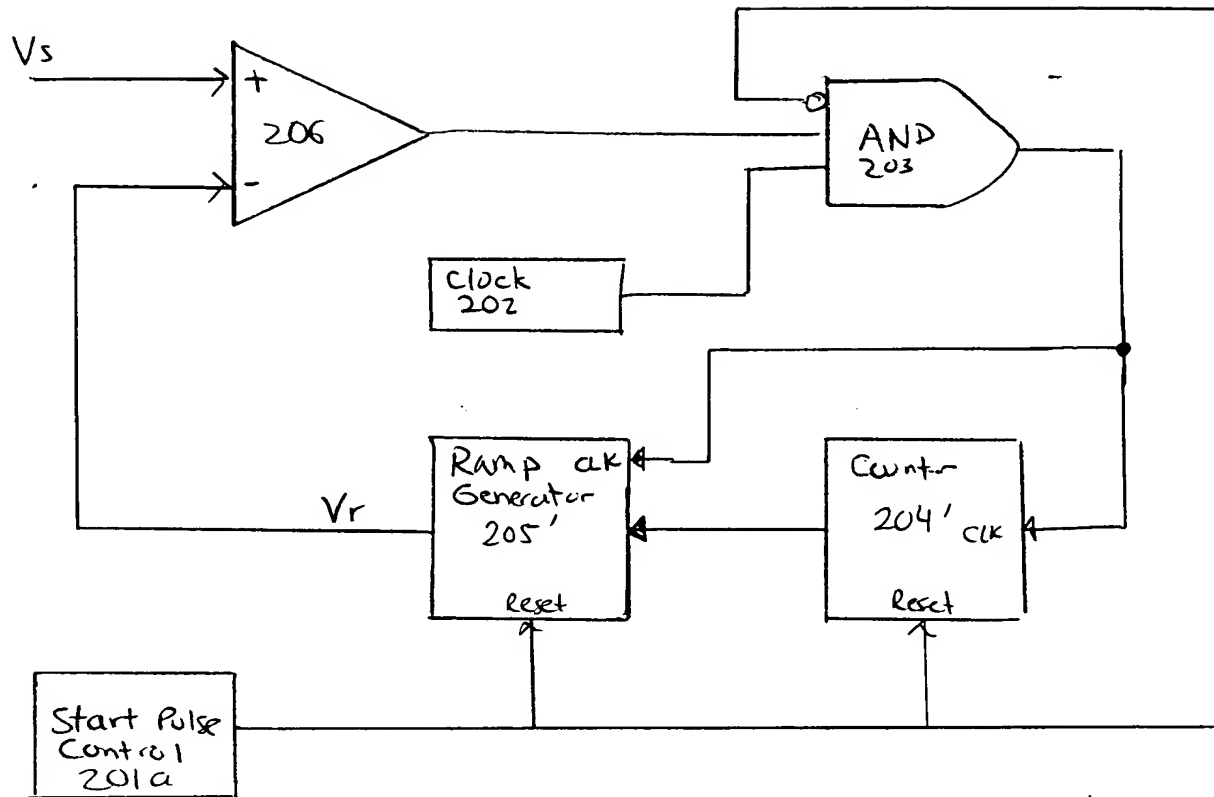 Vs
+
206
-
AND
203
Clock
202
Ramp CLK
Generator
205'
Reset
Counter
204' CLK
Reset
Vr
Start Pulse
Control
201a